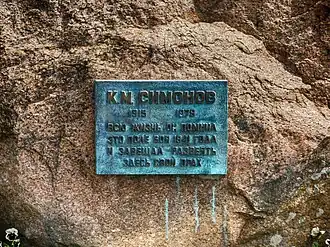 К.М. СИМОНОВ
1915 1979
ВСЮ ЖИЗНЬ ОН ПОМНИЛ
ЭТО ПОЛЕ БОЯ 1941 ГОДА
И ЗАВЕЩАЛ РАЗВЕЯТЬ
ЗДЕСЬ СВОЙ ПРАХ